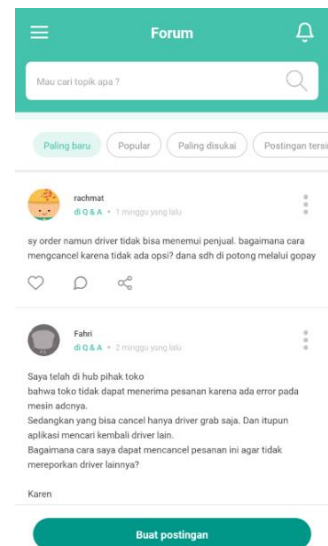 Forum
Mau cari topik apa ?
Paling baru
Popular
Paling disukai
Postingan tersi
rachmat
di Q & A • 1 minggu yang lalu
sy order namun driver tidak bisa menemui penjual. bagaimana cara
mengcancel karena tidak ada opsi? dana sdh di potong melalui gopay
Fahri
di Q & A • 2 minggu yang lalu
Saya telah di hub pihak toko
bahwa toko tidak dapat menerima pesanan karena ada error pada
mesin adcnya.
Sedangkan yang bisa cancel hanya driver grab saja. Dan itupun
aplikasi mencari kembali driver lain.
Bagaimana cara saya dapat mencancel pesanan ini agar tidak
mereporkan driver lainnya?
Karen
Buat postingan